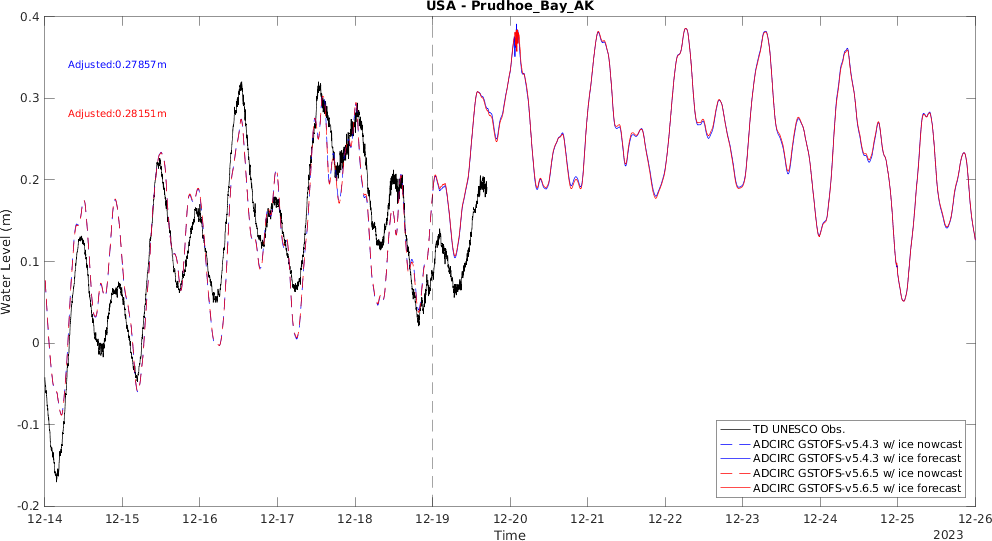 USA - Prudhoe_Bay_AK
Adjusted:0.27857m
Adjusted:0.28151m
Water Level (m)
0.4
0.3
0.2
0.1
0
-0.1
-0.2
TD UNESCO Obs.
ADCIRC GSTOFS-v5.4.3 w/ ice nowcast
ADCIRC GSTOFS-v5.4.3 w/ ice forecast
ADCIRC GSTOFS-v5.6.5 w/ ice nowcast
ADCIRC GSTOFS-v5.6.5 w/ ice forecast
12-14 12-15 12-16 12-17 12-18 12-19 12-20 12-21 12-22 12-23 12-24 12-25 12-26
Time
2023